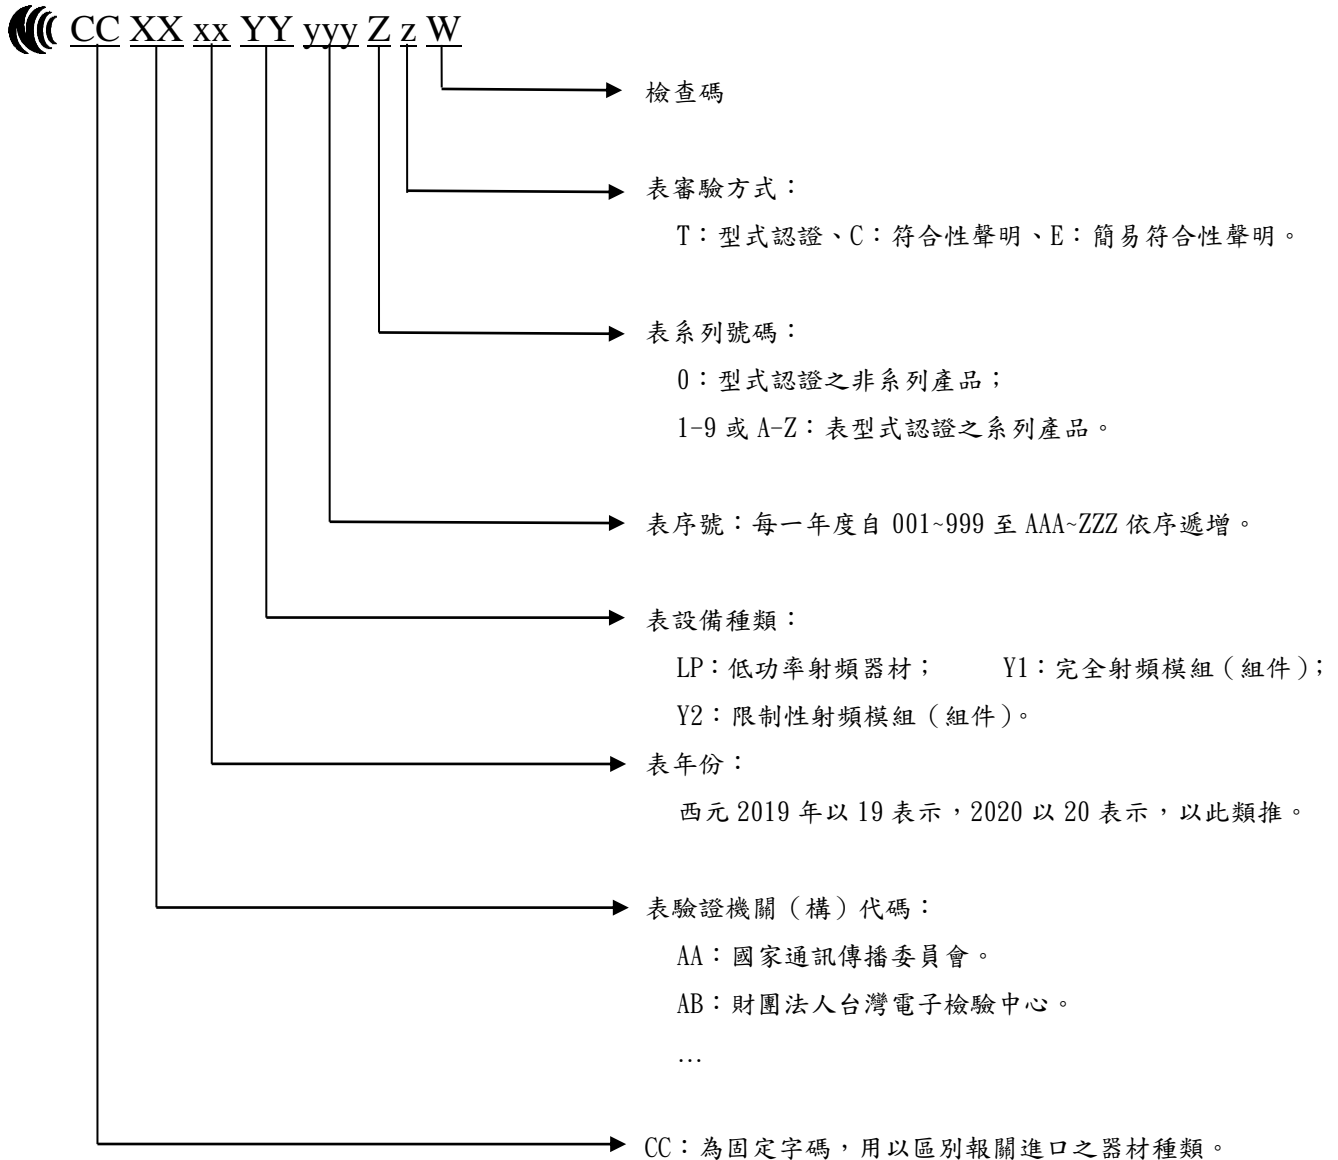 CC XX xx YY yyy Z z W
檢查碼
表審驗方式：
T：型式認證、C：符合性聲明、E：簡易符合性聲明。
表系列號碼：
0：型式認證之非系列產品；
1-9 或 A-Z：表型式認證之系列產品。
表序號：每一年度自 001~999 至 AAA~ZZZ 依序遞增。
表設備種類：
LP：低功率射頻器材； Y1：完全射頻模組（組件）；
Y2：限制性射頻模組（組件）。
表年份：
西元 2019 年以 19 表示，2020 以 20 表示，以此類推。
表驗證機關（構）代碼：
AA：國家通訊傳播委員會。
AB：財團法人台灣電子檢驗中心。
…
CC：為固定字碼，用以區別報關進口之器材種類。